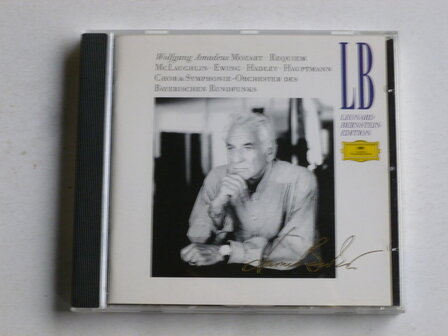 Wolfgang Amadeus MOZART · REQUIEM
McLAUGHLIN · EWING · HADLEY · HAUPTMANN
CHOR & SYMPHONIE-ORCHESTER DES
BAYERISCHEN RUNDFUNKS
LB
LEONARD
BERNSTEIN
EDITION